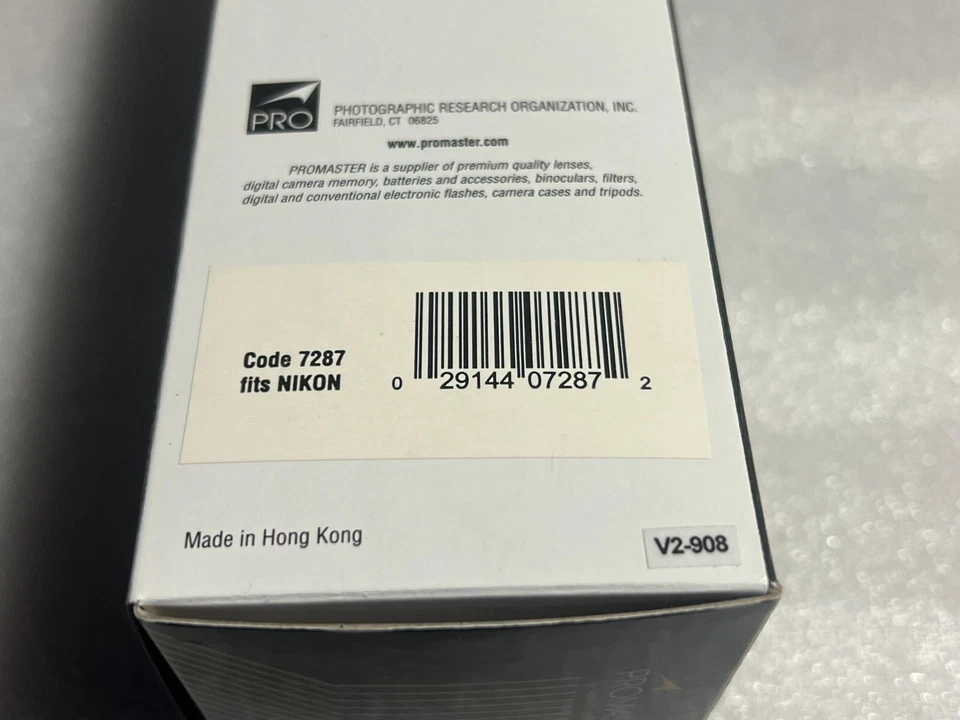 PRO
PHOTOGRAPHIC RESEARCH ORGANIZATION, INC.
FAIRFIELD, CT 06825
www.promaster.com
PROMASTER is a supplier of premium quality lenses,
digital camera memory, batteries and accessories, binoculars, filters,
digital and conventional electronic flashes, camera cases and tripods.
Code 7287
fits NIKON
0 29144 07287 2
Made in Hong Kong
V2-908